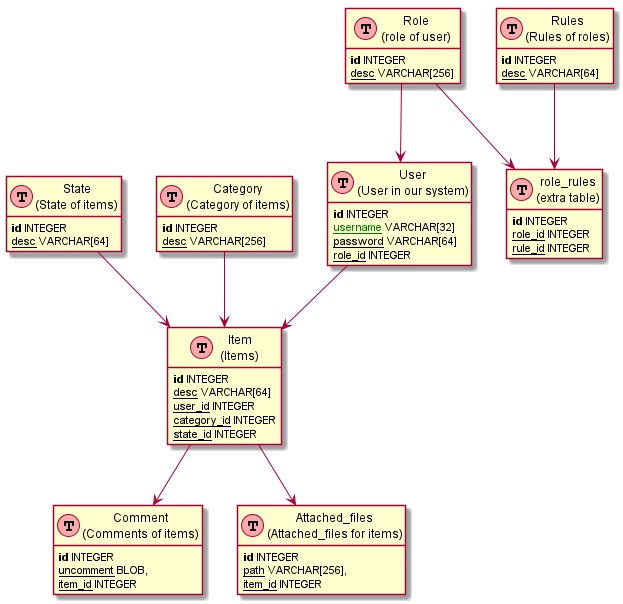 T
Role
(role of user)
id INTEGER
desc VARCHAR[256]
T
Rules
(Rules of roles)
id INTEGER
desc VARCHAR[64]
T
State
(State of items)
id INTEGER
desc VARCHAR[64]
T
Category
(Category of items)
id INTEGER
desc VARCHAR[256]
T
User
(User in our system)
id INTEGER
username VARCHAR[32]
password VARCHAR[64]
role_id INTEGER
T
role_rules
(extra table)
id INTEGER
role_id INTEGER
rule_id INTEGER
T
Item
(Items)
id INTEGER
desc VARCHAR[64]
user_id INTEGER
category_id INTEGER
state_id INTEGER
T
Comment
(Comments of items)
id INTEGER
uncomment BLOB,
item_id INTEGER
T
Attached_files
(Attached_files for items)
id INTEGER
path VARCHAR[256],
item_id INTEGER